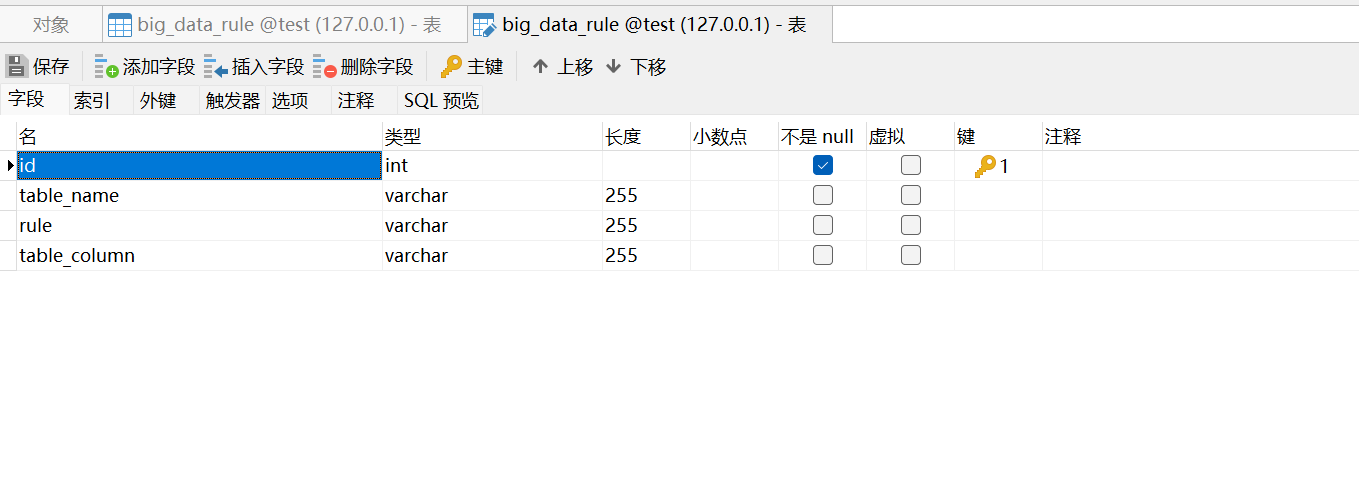 对象 big_data_rule @test (127.0.0.1) - 表 big_data_rule @test (127.0.0.1) - 表
保存 添加字段 插入字段 删除字段 主键 上移 下移
字段 索引 外键 触发器 选项 注释 SQL 预览
名 类型 长度 小数点 不是 null 虚拟 键 注释
id int 1
table_name varchar 255
rule varchar 255
table_column varchar 255